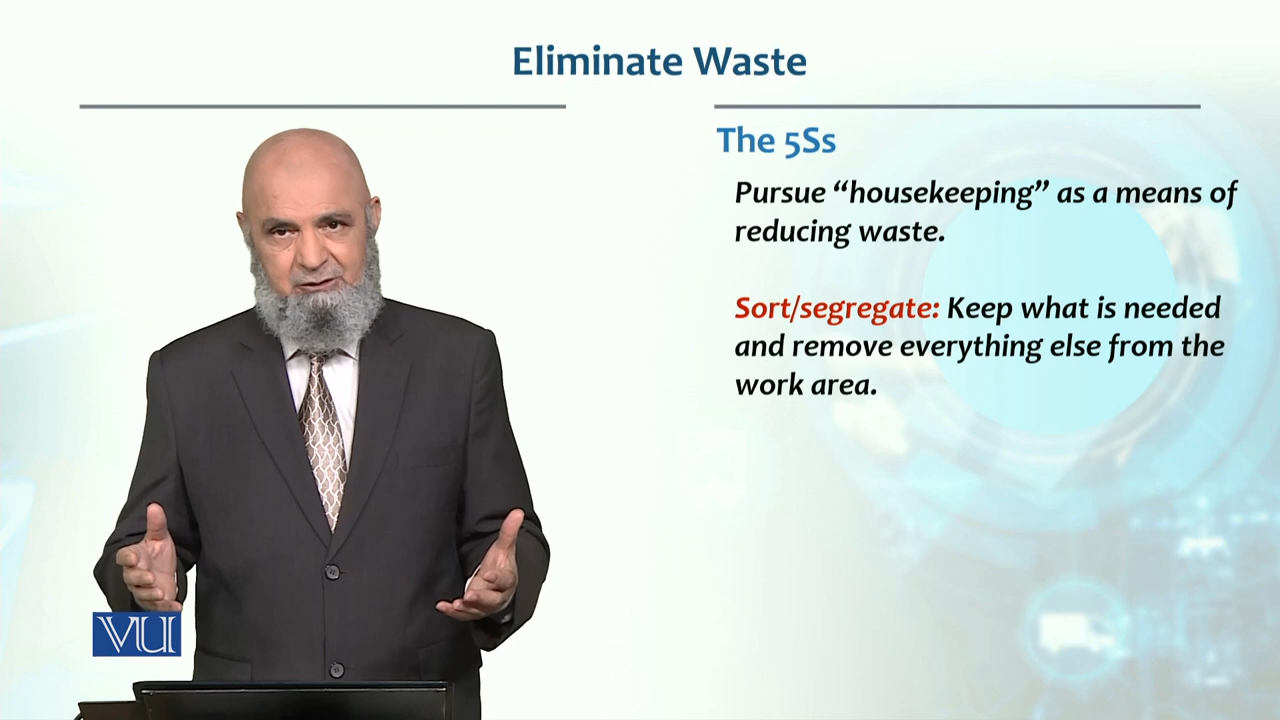 Eliminate Waste
The 5Ss
Pursue “housekeeping” as a means of
reducing waste.
Sort/segregate: Keep what is needed
and remove everything else from the
work area.
VU